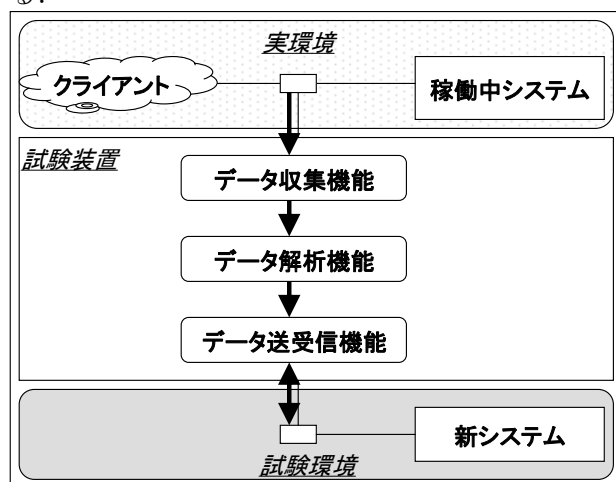 る.
実環境
クライアント
稼働中システム
試験装置
データ収集機能
データ解析機能
データ送受信機能
新システム
試験環境